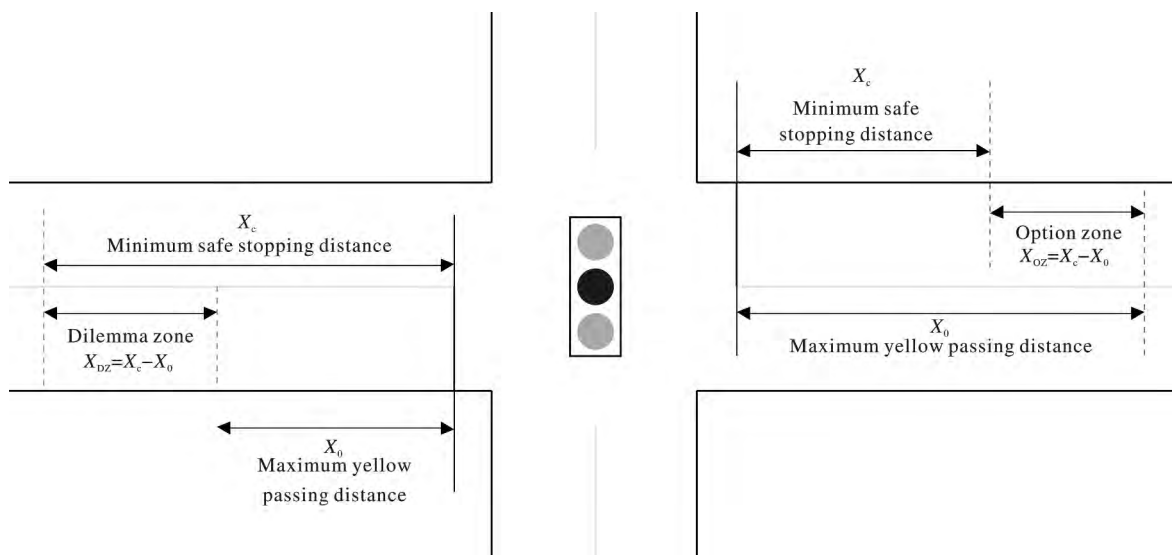 X_c
Minimum safe stopping distance
Dilemma zone
X_DZ=X_c−X_0
X_0
Maximum yellow
passing distance
X_c
Minimum safe
stopping distance
Option zone
X_OZ=X_c−X_0
X_0
Maximum yellow passing distance